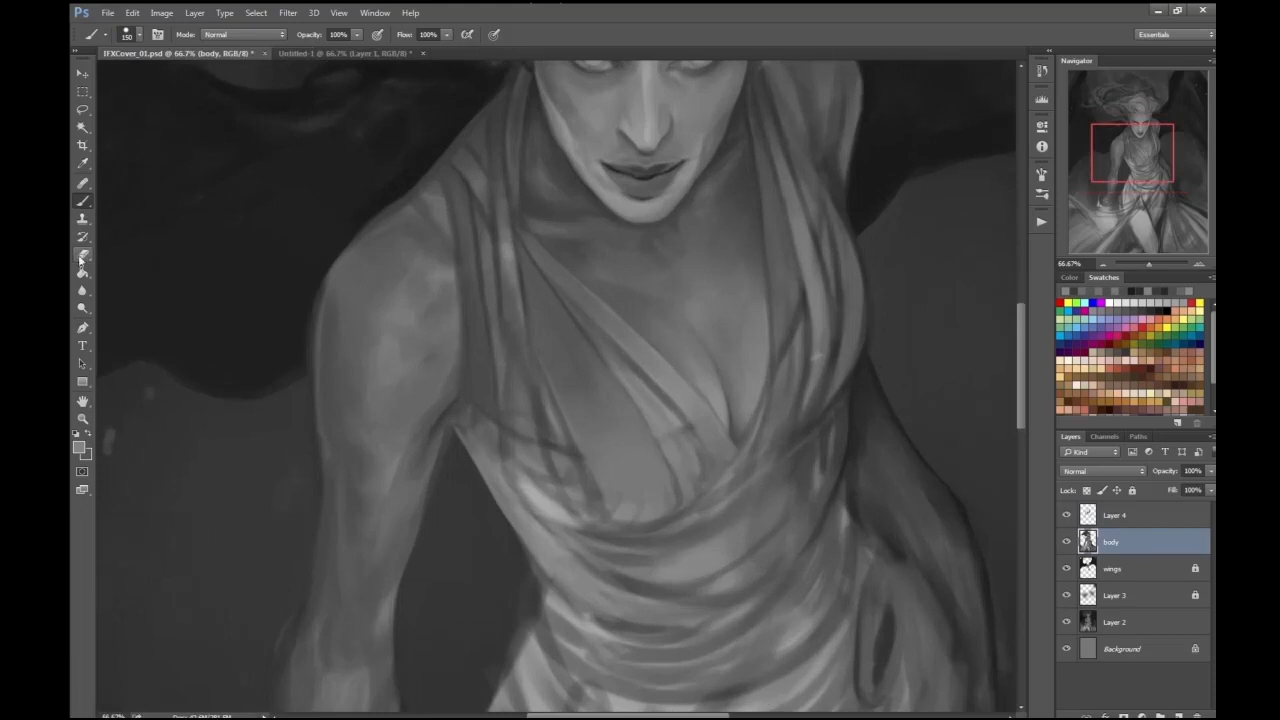 Ps File Edit Image Layer Type Select Filter 3D View Window Help
150 Mode: Normal Opacity: 100% Flow: 100% Essentials
IFXCover_01.psd @ 66.7% (body, RGB/8) * × Untitled-1 @ 66.7% (Layer 1, RGB/8) * ×
Navigator
66.67%
Color Swatches
Layers Channels Paths
Kind
Normal Opacity: 100%
Lock: Fill: 100%
Layer 4
body
wings
Layer 3
Layer 2
Background
66.67%